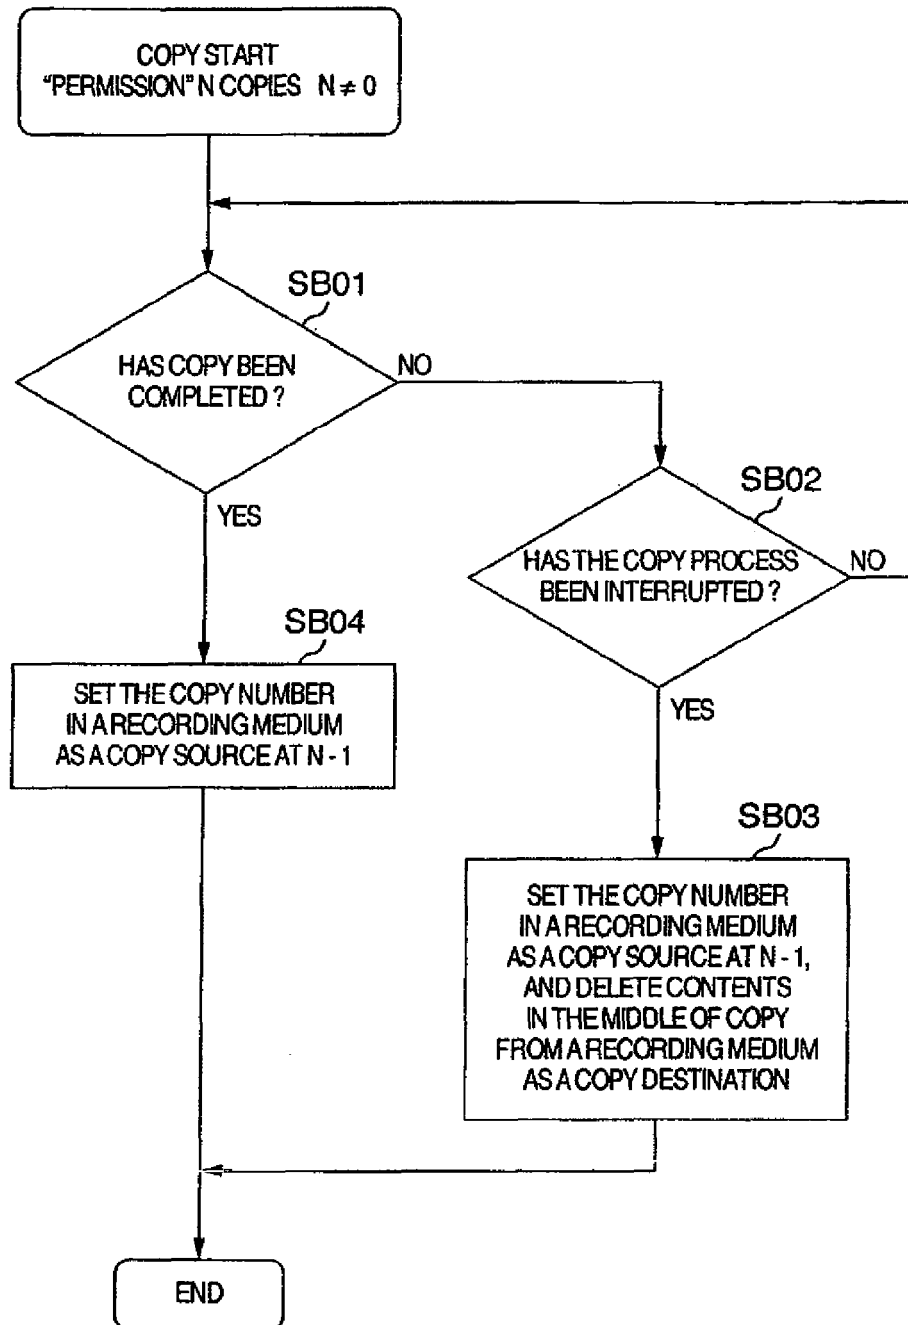 COPY START
"PERMISSION" N COPIES N ≠ 0
SB01
HAS COPY BEEN
COMPLETED ?
NO
YES
SB02
HAS THE COPY PROCESS
BEEN INTERRUPTED ?
NO
YES
SB04
SET THE COPY NUMBER
IN A RECORDING MEDIUM
AS A COPY SOURCE AT N - 1
SB03
SET THE COPY NUMBER
IN A RECORDING MEDIUM
AS A COPY SOURCE AT N - 1,
AND DELETE CONTENTS
IN THE MIDDLE OF COPY
FROM A RECORDING MEDIUM
AS A COPY DESTINATION
END